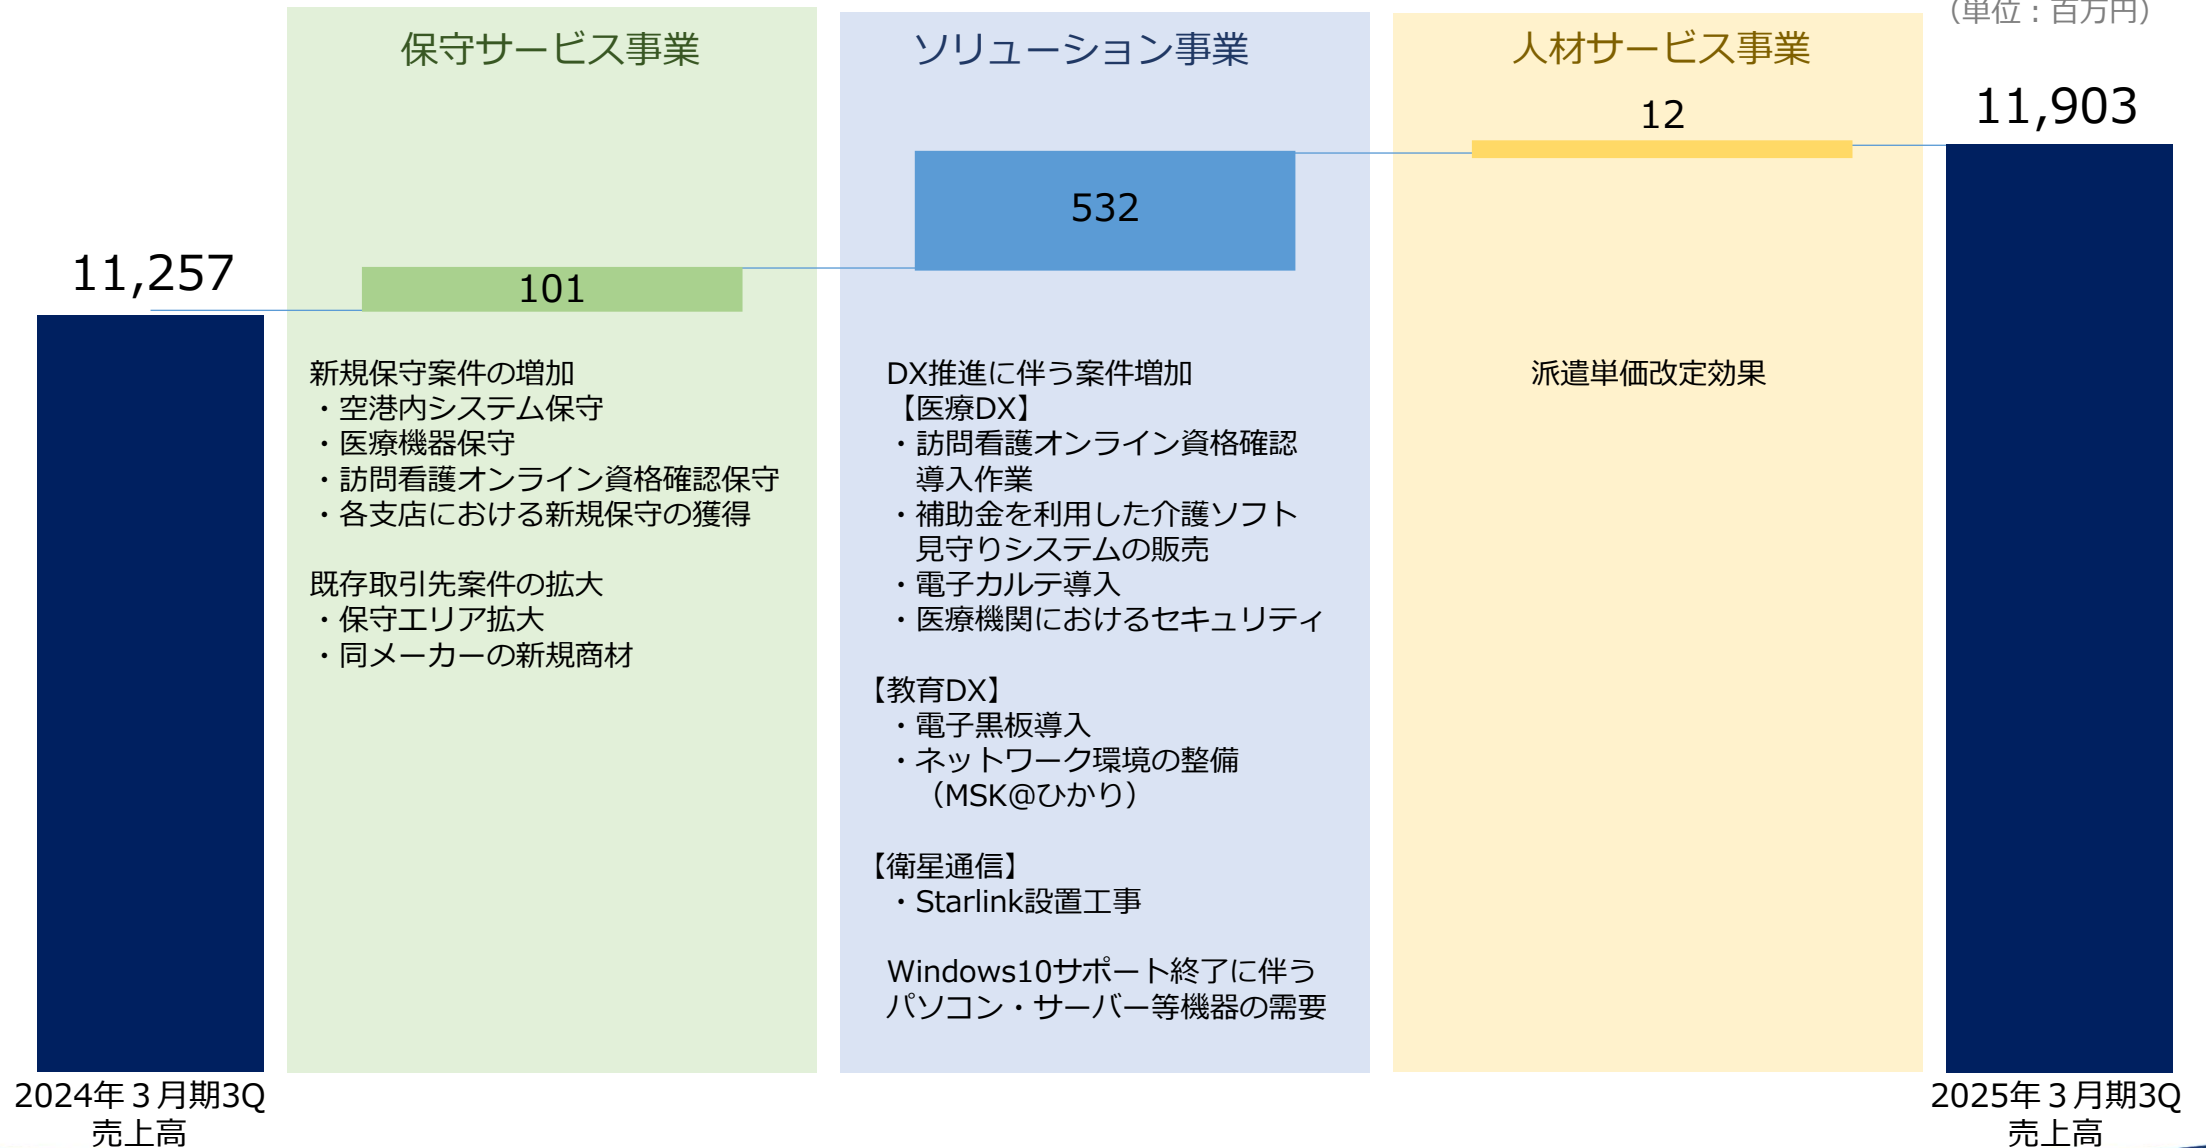 （単位：百万円）
保守サービス事業
ソリューション事業
人材サービス事業
11,257
101
532
12
11,903
新規保守案件の増加
・空港内システム保守
・医療機器保守
・訪問看護オンライン資格確認保守
・各支店における新規保守の獲得
既存取引先案件の拡大
・保守エリア拡大
・同メーカーの新規商材
DX推進に伴う案件増加
【医療DX】
・訪問看護オンライン資格確認
導入作業
・補助金を利用した介護ソフト
見守りシステムの販売
・電子カルテ導入
・医療機関におけるセキュリティ
【教育DX】
・電子黒板導入
・ネットワーク環境の整備
（MSK@ひかり）
【衛星通信】
・Starlink設置工事
Windows10サポート終了に伴う
パソコン・サーバー等機器の需要
派遣単価改定効果
2024年３月期3Q
売上高
2025年３月期3Q
売上高